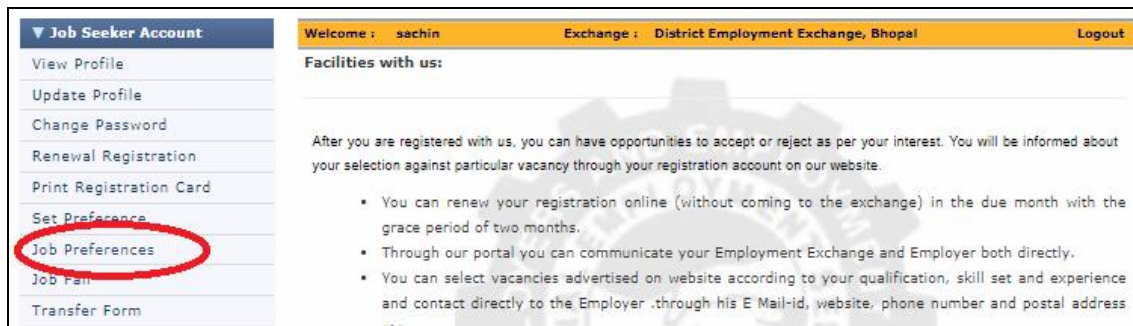 ▼ Job Seeker Account
View Profile
Update Profile
Change Password
Renewal Registration
Print Registration Card
Set Preference
Job Preferences
Job Fair
Transfer Form
Welcome : sachin Exchange : District Employment Exchange, Bhopal Logout
Facilities with us:
After you are registered with us, you can have opportunities to accept or reject as per your interest. You will be informed about
your selection against particular vacancy through your registration account on our website.
• You can renew your registration online (without coming to the exchange) in the due month with the
grace period of two months.
• Through our portal you can communicate your Employment Exchange and Employer both directly.
• You can select vacancies advertised on website according to your qualification, skill set and experience
and contact directly to the Employer .through his E Mail-id, website, phone number and postal address